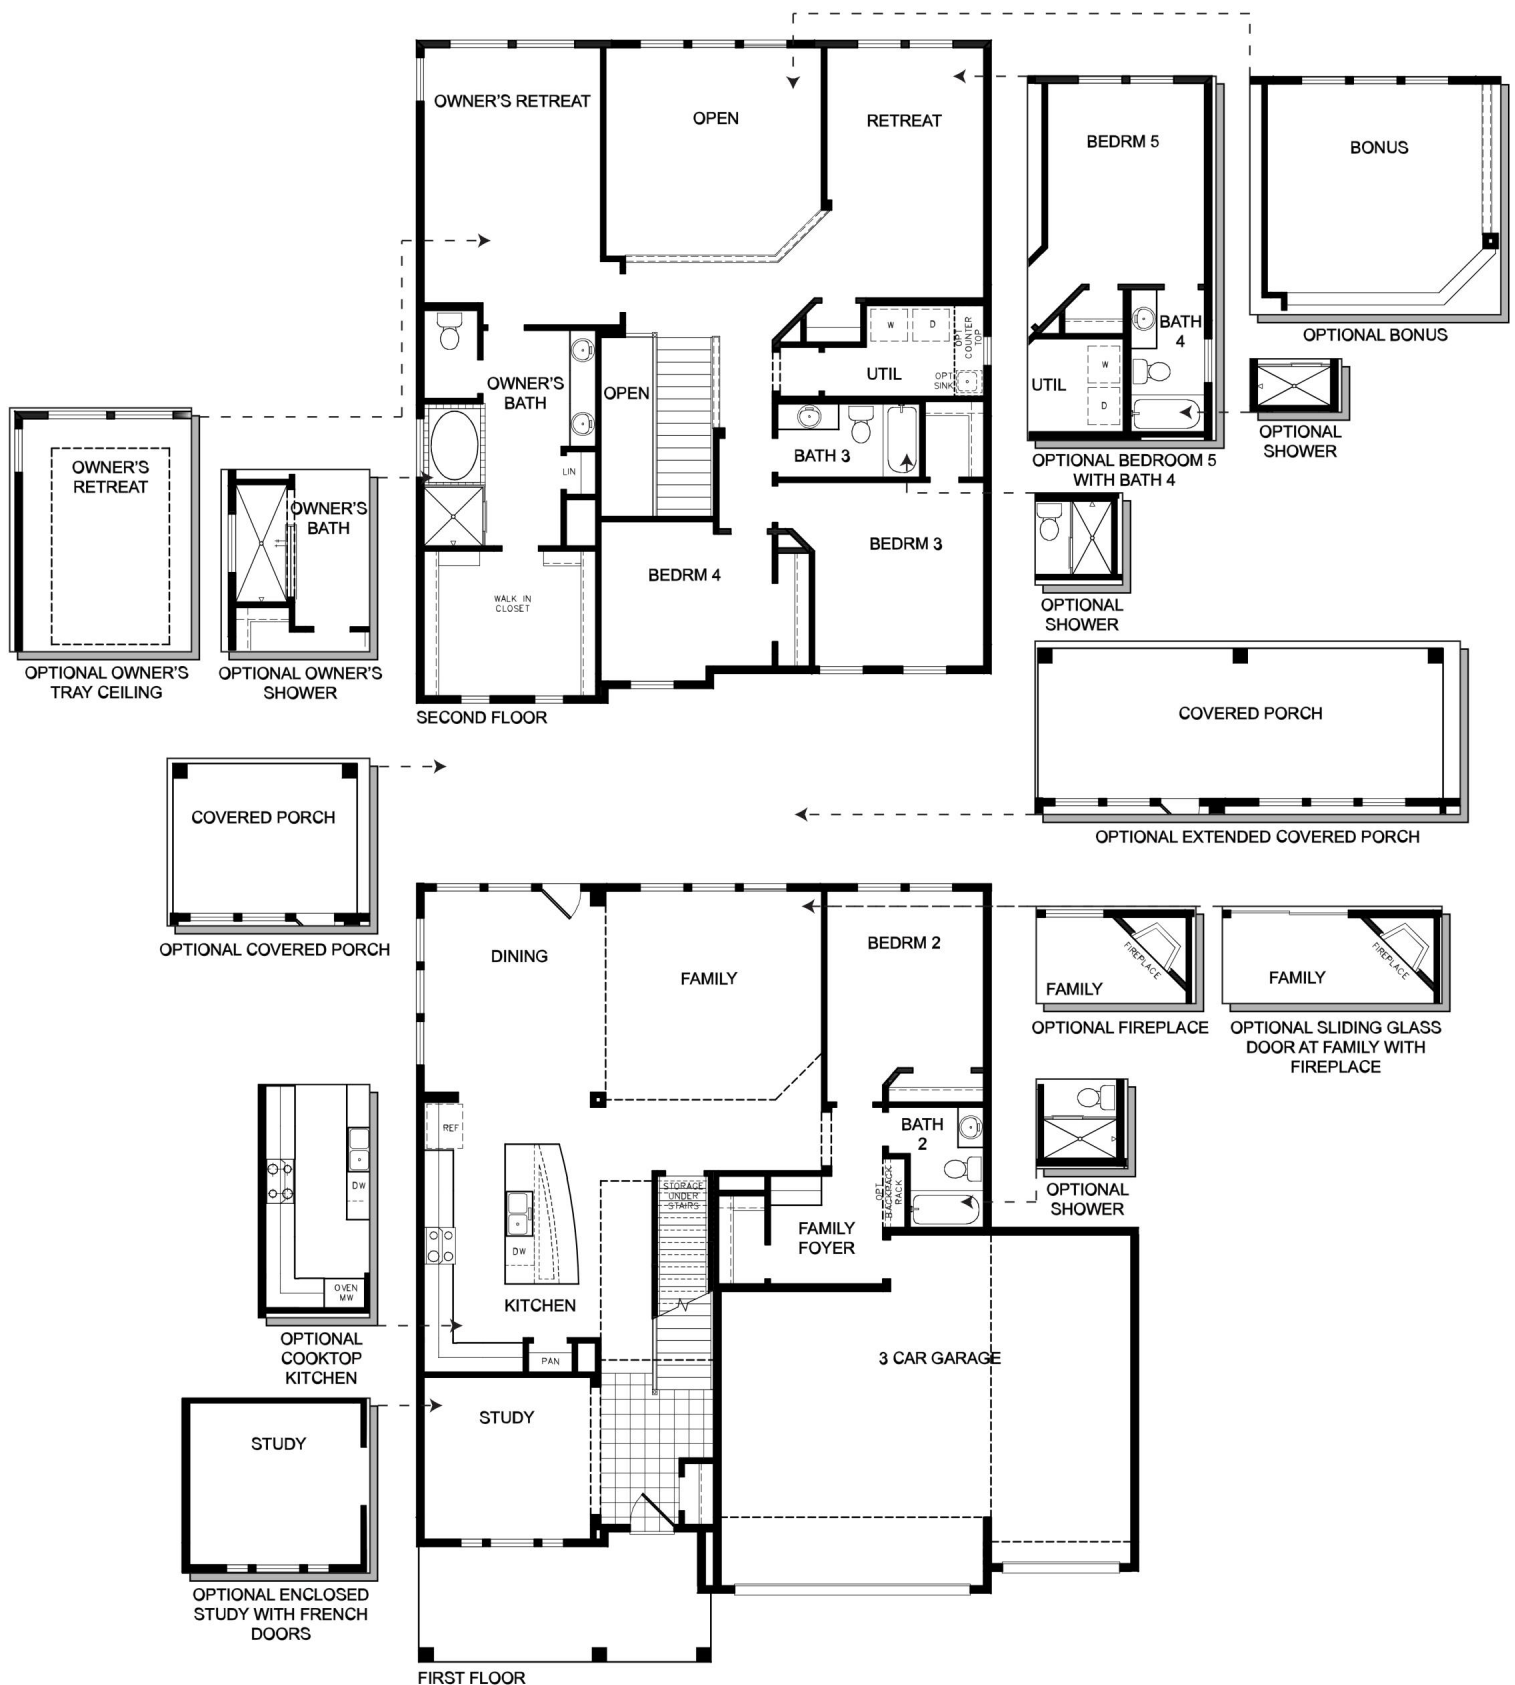 OWNER'S RETREAT
OPEN
RETREAT
BEDRM 5
BONUS
OPTIONAL BONUS
W
D
OPT
COUNTER
TOP
UTIL
OPT
SINK
OPEN
OWNER'S
BATH
LIN
BATH 3
BATH
4
UTIL
W
D
OPTIONAL BEDROOM 5
WITH BATH 4
OPTIONAL
SHOWER
OWNER'S
RETREAT
OPTIONAL OWNER'S
TRAY CEILING
OWNER'S
BATH
OPTIONAL OWNER'S
SHOWER
BEDRM 3
BEDRM 4
WALK IN
CLOSET
OPTIONAL
SHOWER
SECOND FLOOR
COVERED PORCH
OPTIONAL EXTENDED COVERED PORCH
COVERED PORCH
OPTIONAL COVERED PORCH
DINING
FAMILY
BEDRM 2
FIREPLACE
FAMILY
OPTIONAL FIREPLACE
FIREPLACE
FAMILY
OPTIONAL SLIDING GLASS
DOOR AT FAMILY WITH
FIREPLACE
REF
BATH
2
OPTIONAL
SHOWER
STORAGE
UNDER
STAIRS
OPT
BACKPACK
RACK
FAMILY
FOYER
DW
KITCHEN
PAN
DW
OVEN
MW
OPTIONAL
COOKTOP
KITCHEN
3 CAR GARAGE
STUDY
STUDY
OPTIONAL ENCLOSED
STUDY WITH FRENCH
DOORS
FIRST FLOOR